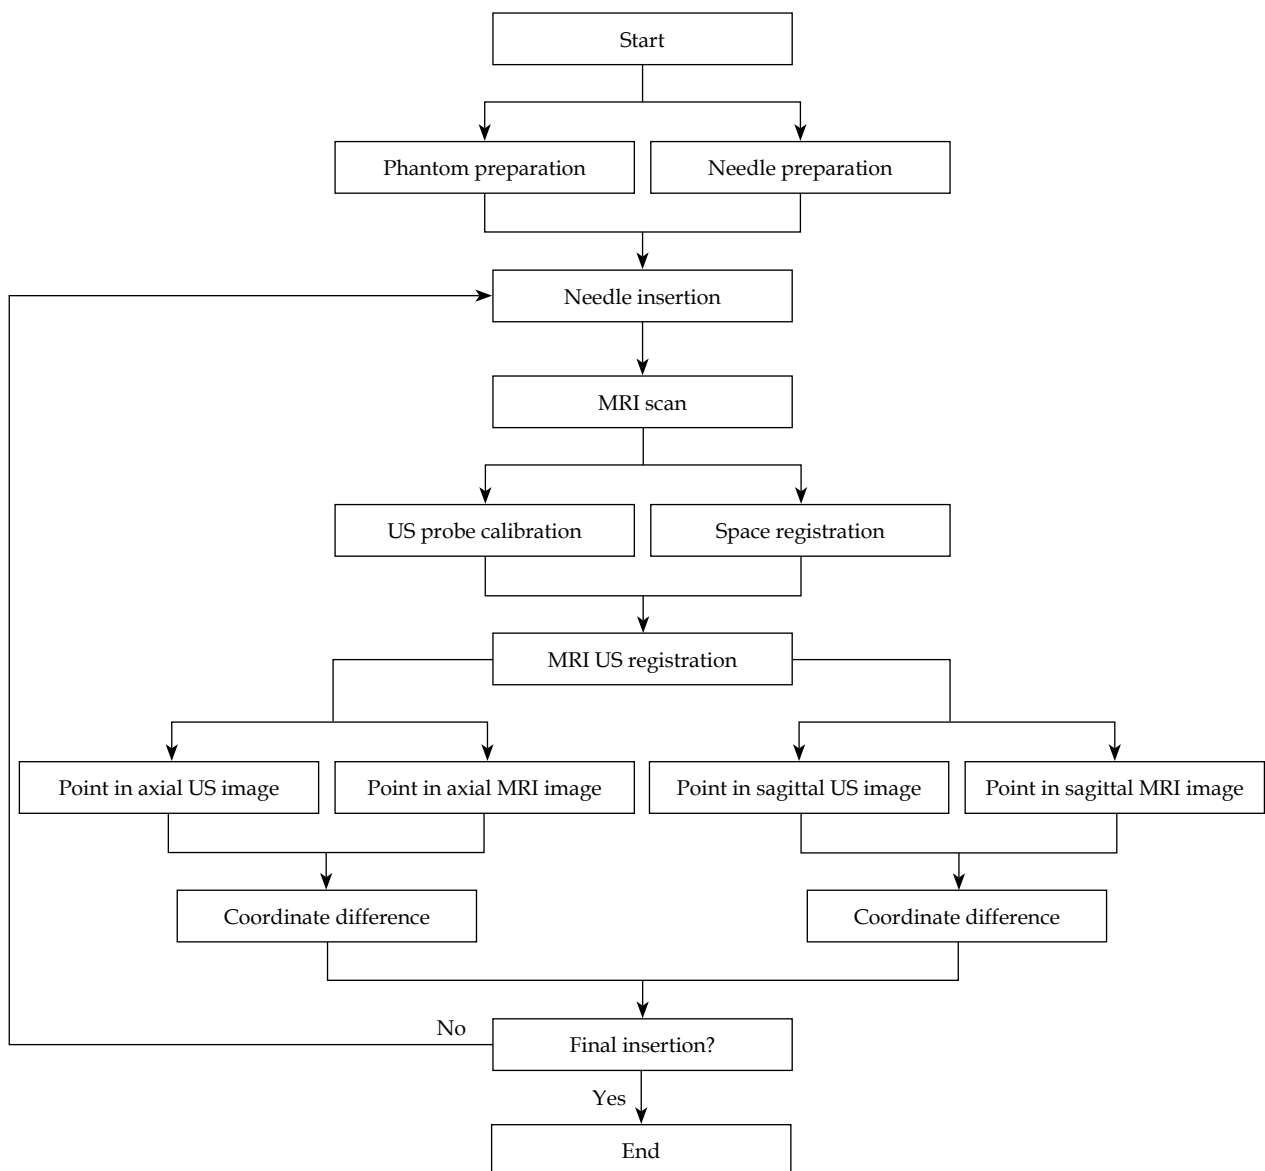 Start
Phantom preparation
Needle preparation
Needle insertion
MRI scan
US probe calibration
Space registration
MRI US registration
Point in axial US image
Point in axial MRI image
Point in sagittal US image
Point in sagittal MRI image
Coordinate difference
Coordinate difference
No
Final insertion?
Yes
End